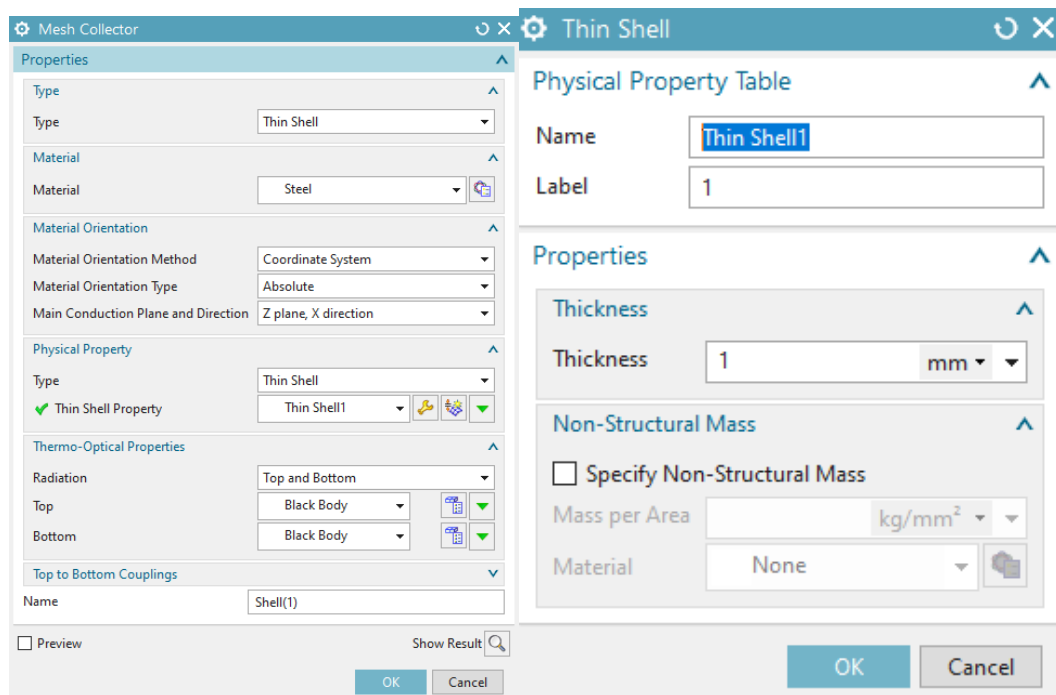 Mesh Collector
Properties
Type
Type Thin Shell
Material
Material Steel
Material Orientation
Material Orientation Method Coordinate System
Material Orientation Type Absolute
Main Conduction Plane and Direction Z plane, X direction
Physical Property
Type Thin Shell
Thin Shell Property Thin Shell1
Thermo-Optical Properties
Radiation Top and Bottom
Top Black Body
Bottom Black Body
Top to Bottom Couplings
Name Shell(1)
Preview Show Result
OK Cancel
Thin Shell
Physical Property Table
Name Thin Shell1
Label 1
Properties
Thickness
Thickness 1 mm
Non-Structural Mass
Specify Non-Structural Mass
Mass per Area kg/mm²
Material None
OK Cancel